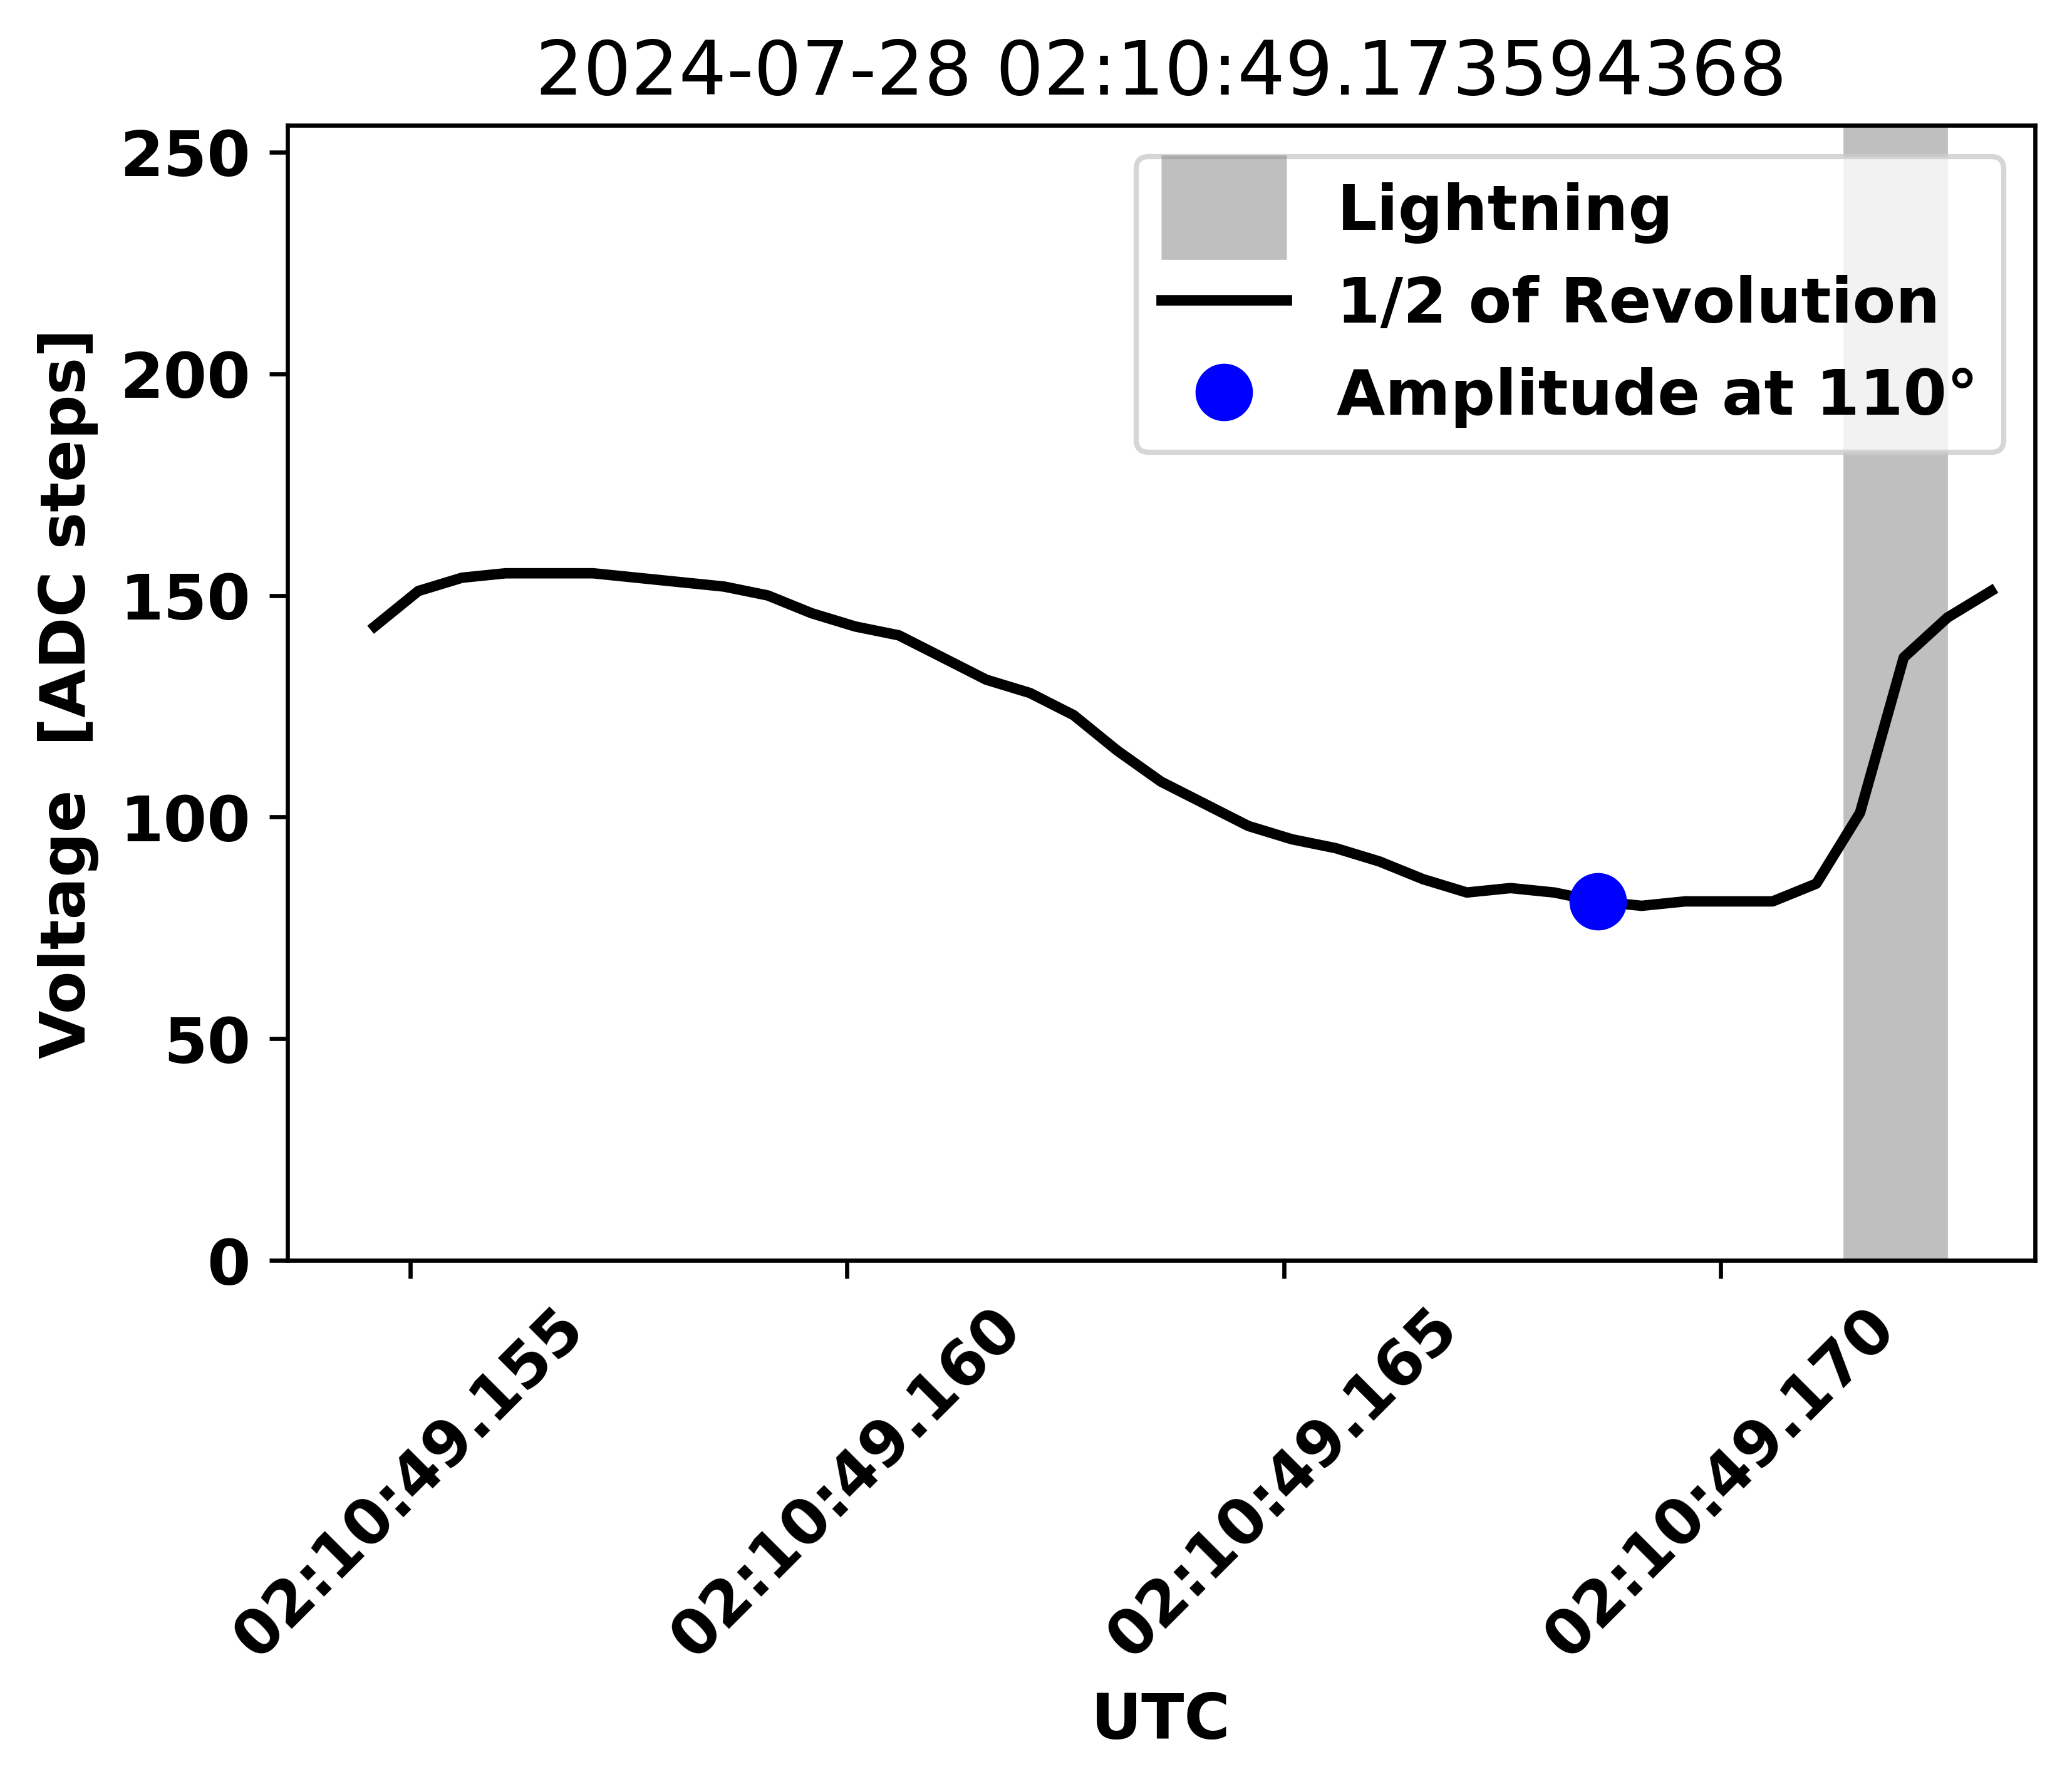 2024-07-28 02:10:49.173594368
Lightning
1/2 of Revolution
Amplitude at 110°
Voltage [ADC steps]
250
200
150
100
50
0
02:10:49.155
02:10:49.160
02:10:49.165
02:10:49.170
UTC